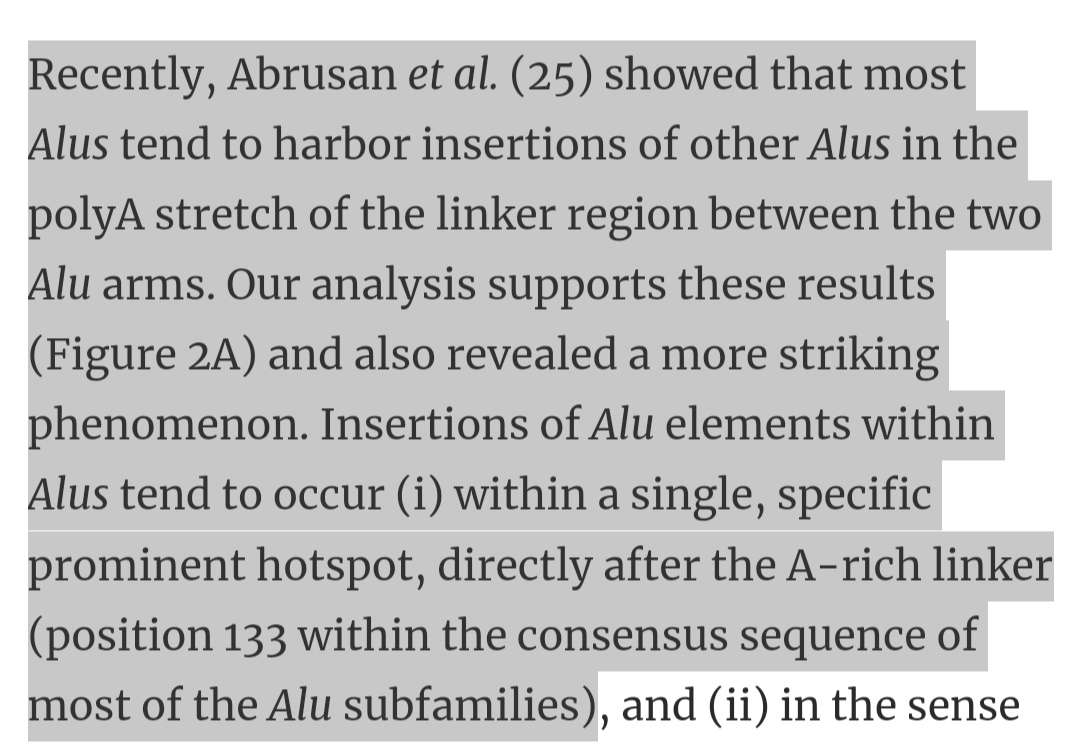 Recently, Abrusan et al. (25) showed that most
Alus tend to harbor insertions of other Alus in the
polyA stretch of the linker region between the two
Alu arms. Our analysis supports these results
(Figure 2A) and also revealed a more striking
phenomenon. Insertions of Alu elements within
Alus tend to occur (i) within a single, specific
prominent hotspot, directly after the A-rich linker
(position 133 within the consensus sequence of
most of the Alu subfamilies), and (ii) in the sense